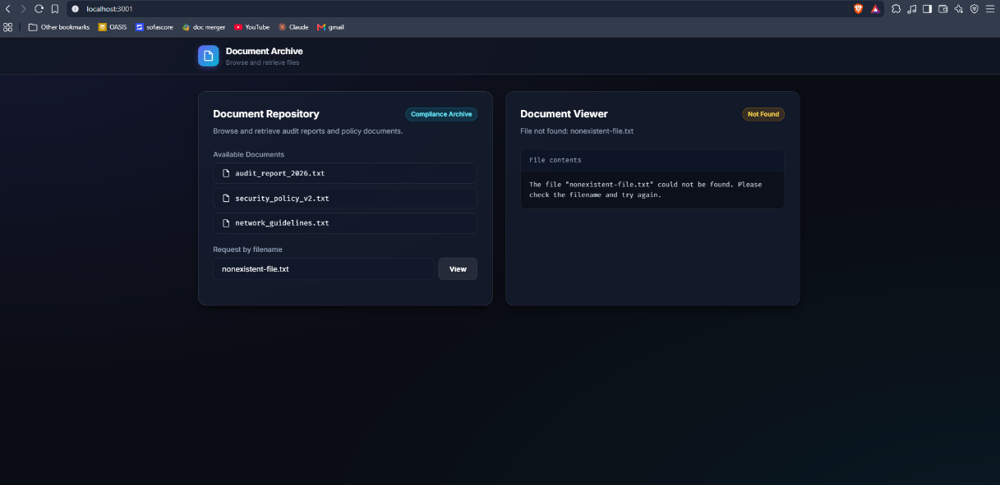 localhost:3001
Other bookmarks
OASIS
sofascore
doc merger
YouTube
Claude
gmail
Document Archive
Browse and retrieve files
Document Repository
Compliance Archive
Browse and retrieve audit reports and policy documents.
Available Documents
audit_report_2026.txt
security_policy_v2.txt
network_guidelines.txt
Request by filename
nonexistent-file.txt
View
Document Viewer
Not Found
File not found: nonexistent-file.txt
File contents
The file "nonexistent-file.txt" could not be found. Please
check the filename and try again.